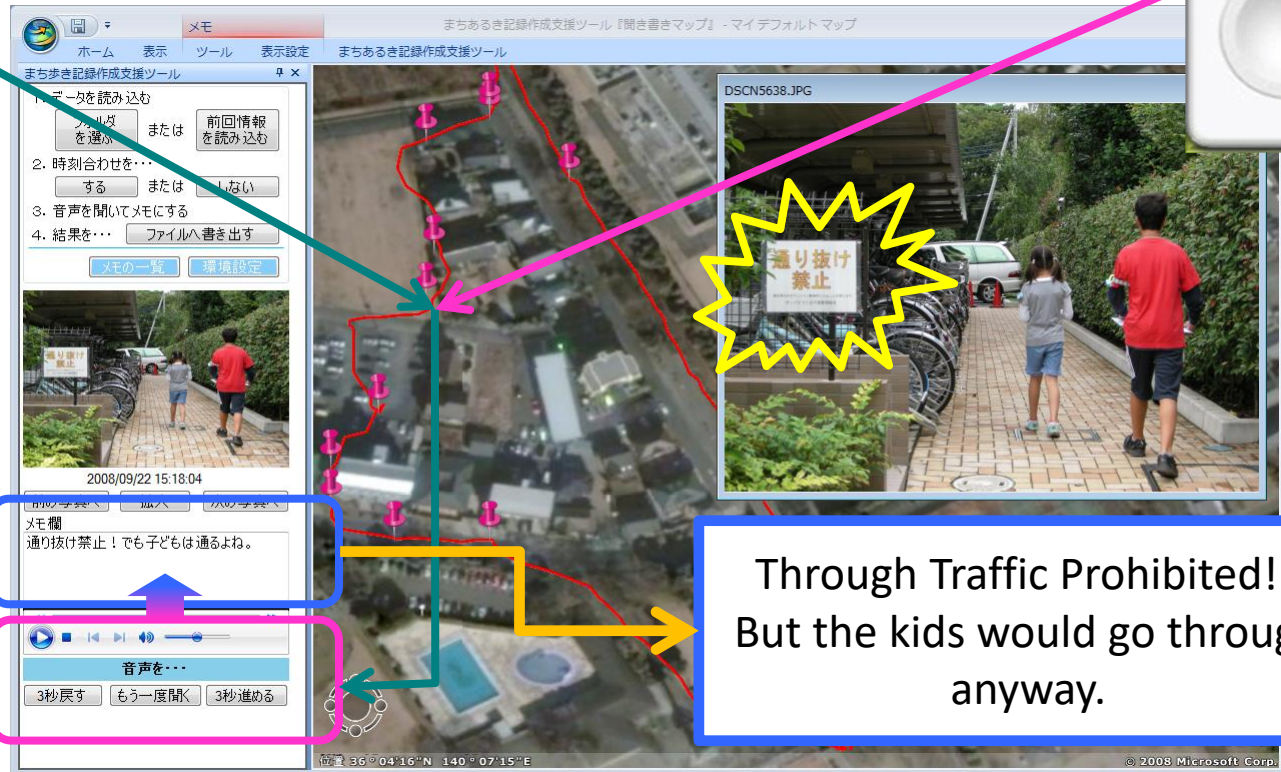 メモ
まちあるき記録作成支援ツール『聞き書きマップ』 - マイ デフォルト マップ
ホーム 表示 ツール 表示設定 まちあるき記録作成支援ツール
まち歩き記録作成支援ツール
1. データを読み込む
を選ぶ または 前回情報を読み込む
2. 時刻合わせを…
する または しない
3. 音声を聞いてメモにする
4. 結果を… ファイルへ書き出す
メモの一覧 環境設定
通り抜け
禁止
2008/09/22 15:18:04
前の写真へ 拡大 次の写真へ
メモ欄
通り抜け禁止！でも子どもは通るよね。
音声を…
3秒戻す もう一度聞く 3秒進める
DSCN5638.JPG
通り抜け
禁止
Through Traffic Prohibited!
But the kids would go throug
anyway.
位置 36°04'16"N 140°07'15"E
© 2008 Microsoft Corp.